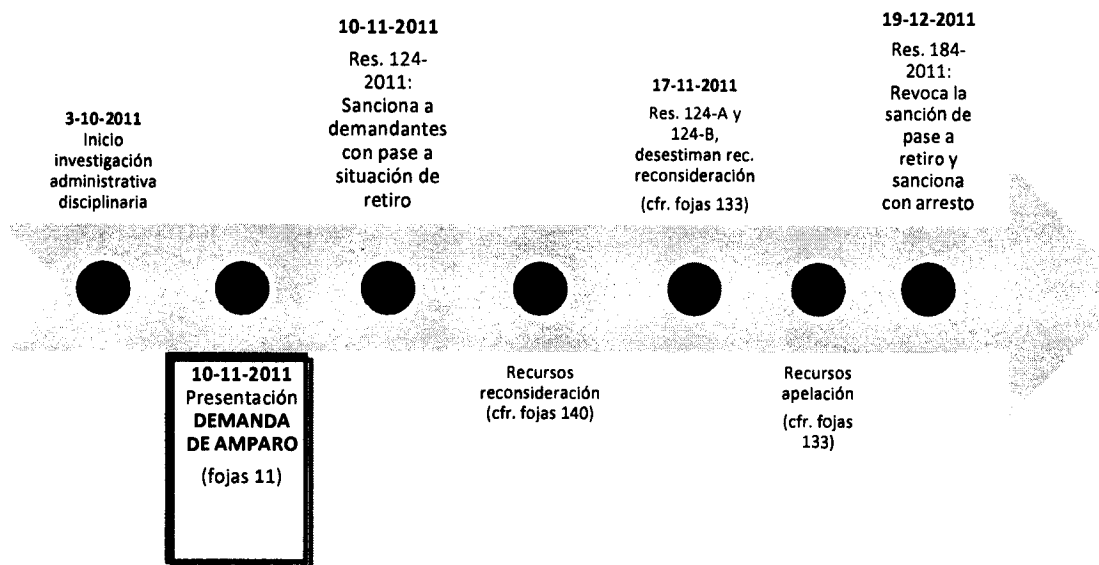 3-10-2011
Inicio
investigación
administrativa
disciplinaria
10-11-2011
Presentación
DEMANDA
DE AMPARO
(fojas 11)
10-11-2011
Res. 124-
2011:
Sanciona a
demandantes
con pase a
situación de
retiro
Recursos
reconsideración
(cfr. fojas 140)
17-11-2011
Res. 124-A y
124-B,
desestiman rec.
reconsideración
(cfr. fojas 133)
Recursos
apelación
(cfr. fojas
133)
19-12-2011
Res. 184-
2011:
Revoca la
sanción de
pase a
retiro y
sanciona
con arresto